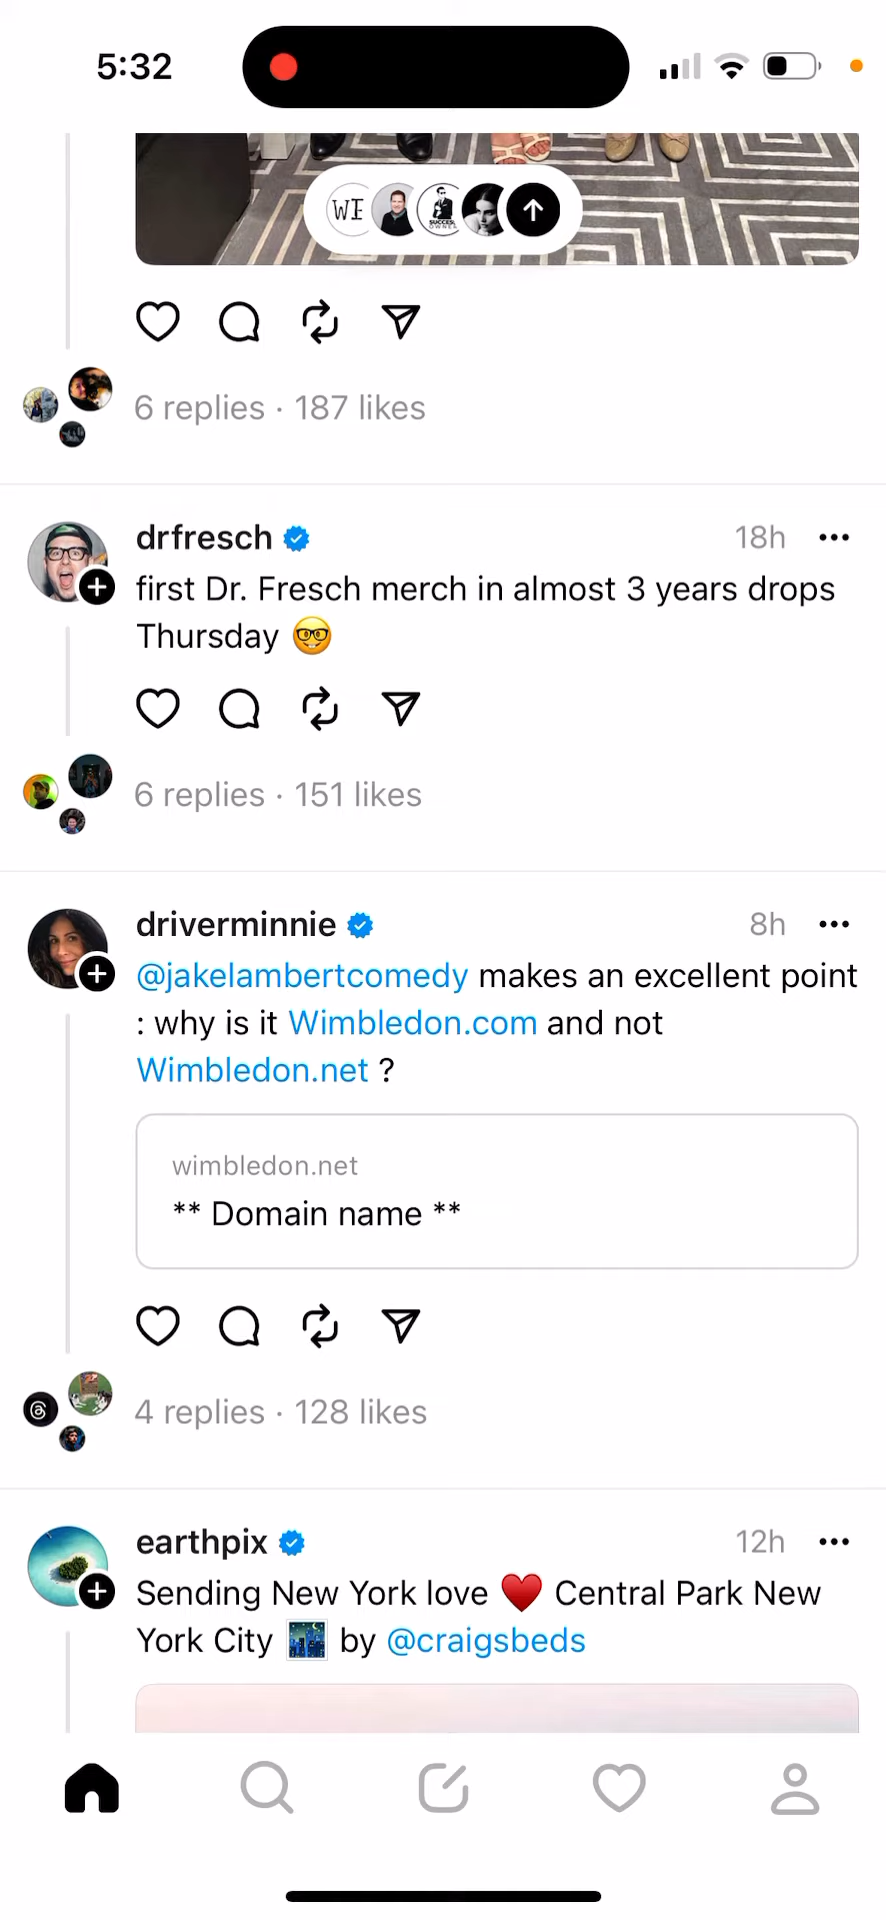 5:32
WE
SUCCESS
OWNER
6 replies · 187 likes
drfresch
18h
first Dr. Fresch merch in almost 3 years drops
Thursday 🤓
6 replies · 151 likes
driverminnie
8h
@jakelambertcomedy makes an excellent point
: why is it Wimbledon.com and not
Wimbledon.net ?
wimbledon.net
** Domain name **
4 replies · 128 likes
earthpix
12h
Sending New York love ♥️ Central Park New
York City 🌃 by @craigsbeds